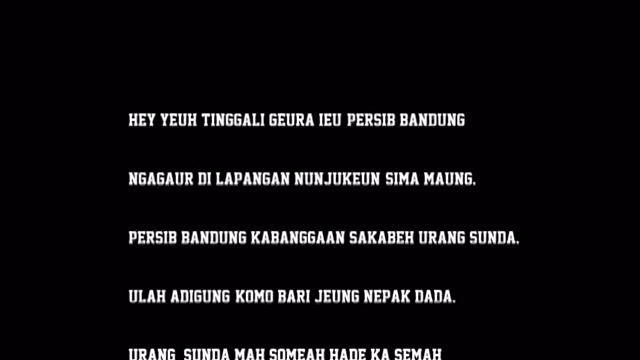 HEY YEUH TINGGALI GEURA IEU PERSIB BANDUNG
NGAGAUR DI LAPANGAN NUNJUKEUN SIMA MAUNG.
PERSIB BANDUNG KABANGGAAN SAKABEH URANG SUNDA.
ULAH ADIGUNG KOMO BARI JEUNG NEPAK DADA.
URANG SUNDA MAH SOMEAH HADE KA SEMAH